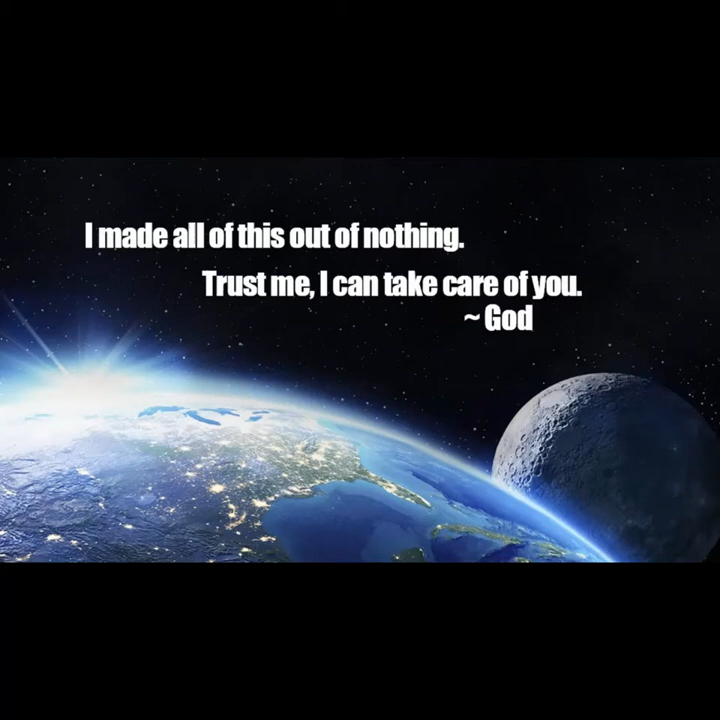 I made all of this out of nothing.
Trust me, I can take care of you.
~ God